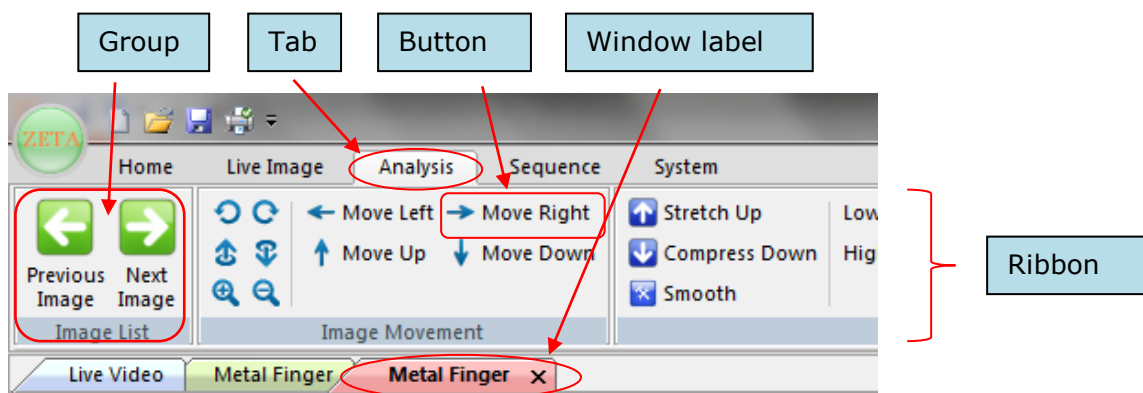 Group Tab Button Window label
ZETA
Home Live Image Analysis Sequence System
Move Left Move Right Stretch Up Low
Previous Image Next Image Move Up Move Down Compress Down Hig
Smooth
Image List Image Movement
Ribbon
Live Video Metal Finger Metal Finger x